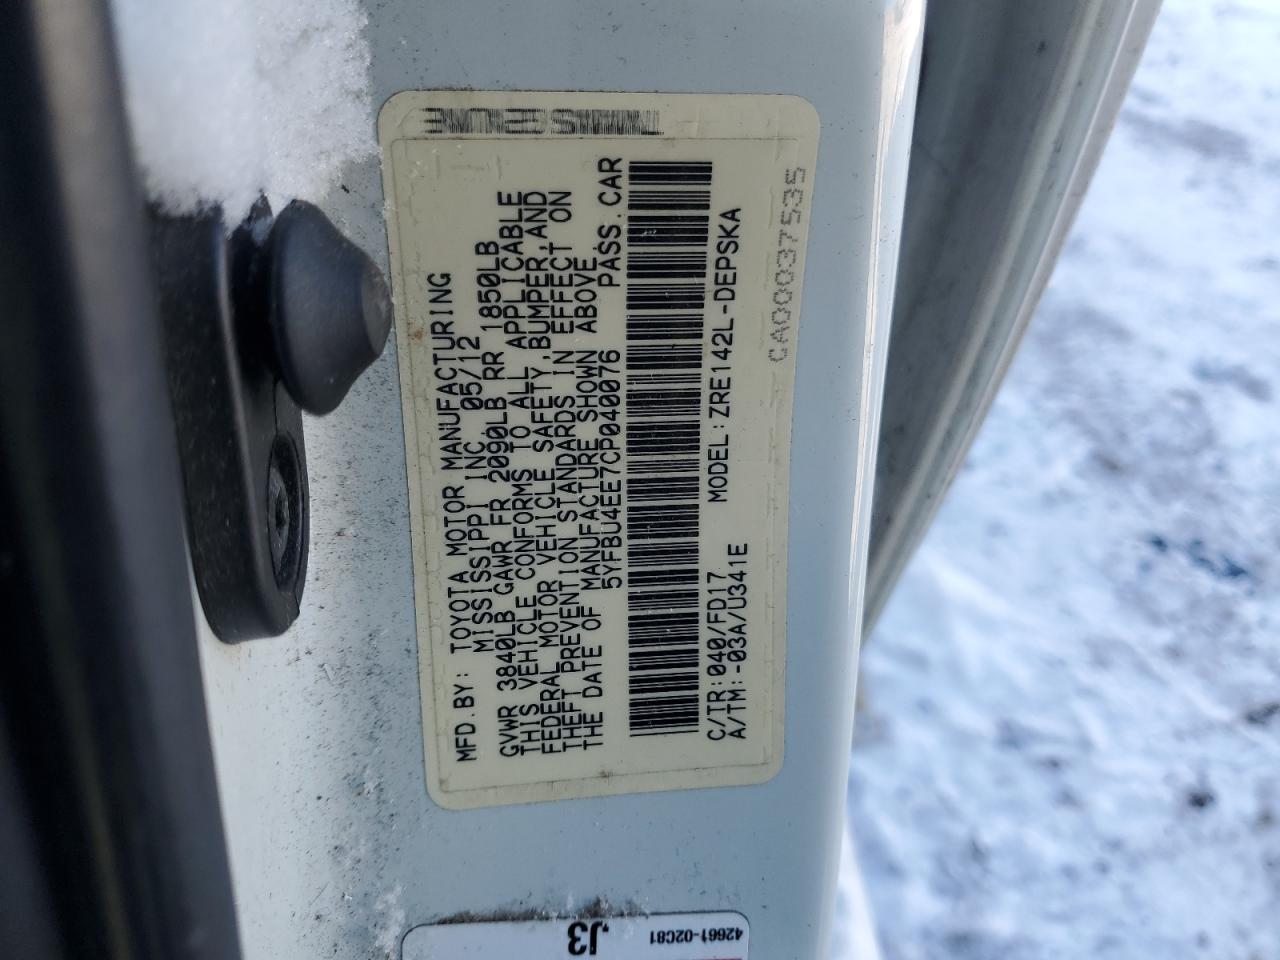 MFD.BY: TOYOTA MOTOR MANUFACTURING
MISSISSIPPI INC 05/12
GVWR 3840LB GAWR FR 2090LB RR 1850LB
THIS VEHICLE CONFORMS TO ALL APPLICABLE
FEDERAL MOTOR VEHICLE SAFETY,BUMPER,AND
THEFT PREVENTION STANDARDS IN EFFECT ON
THE DATE OF MANUFACTURE SHOWN ABOVE.
5YFBU4EE7CP040076 PASS.CAR
C/TR:040/FD17 MODEL:ZRE142L-DEPSKA
A/TM:-03A/U341E
CA00037535
42661-02C81
J3